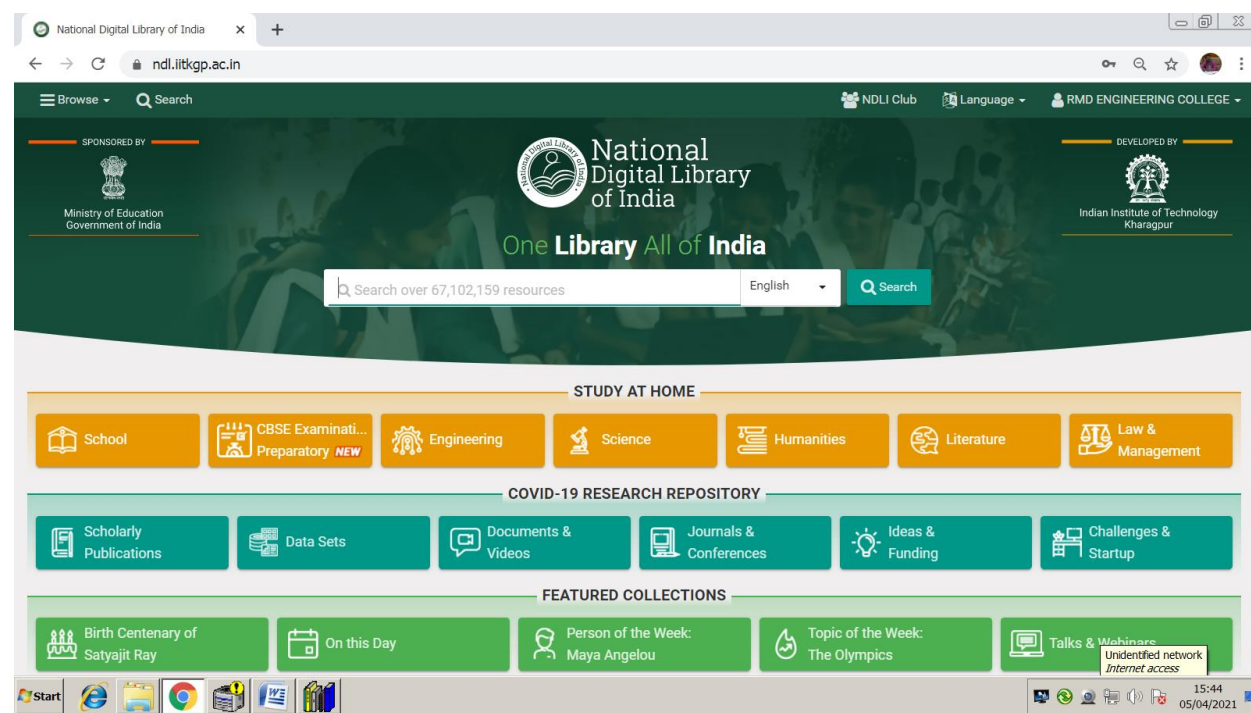 National Digital Library of India
ndl.iitkgp.ac.in
Browse
Search
NDLI Club
Language
RMD ENGINEERING COLLEGE
SPONSORED BY
Ministry of Education
Government of India
National Digital Library of India
National
Digital Library
of India
DEVELOPED BY
Indian Institute of Technology
Kharagpur
One Library All of India
Search over 67,102,159 resources
English
Search
STUDY AT HOME
School
CBSE Examinati...
Preparatory NEW
Engineering
Science
Humanities
Literature
Law &
Management
COVID-19 RESEARCH REPOSITORY
Scholarly
Publications
Data Sets
Documents &
Videos
Journals &
Conferences
Ideas &
Funding
Challenges &
Startup
FEATURED COLLECTIONS
Birth Centenary of
Satyajit Ray
On this Day
Person of the Week:
Maya Angelou
Topic of the Week:
The Olympics
Talks & Webinars
Unidentified network
Internet access
Start
15:44
05/04/2021